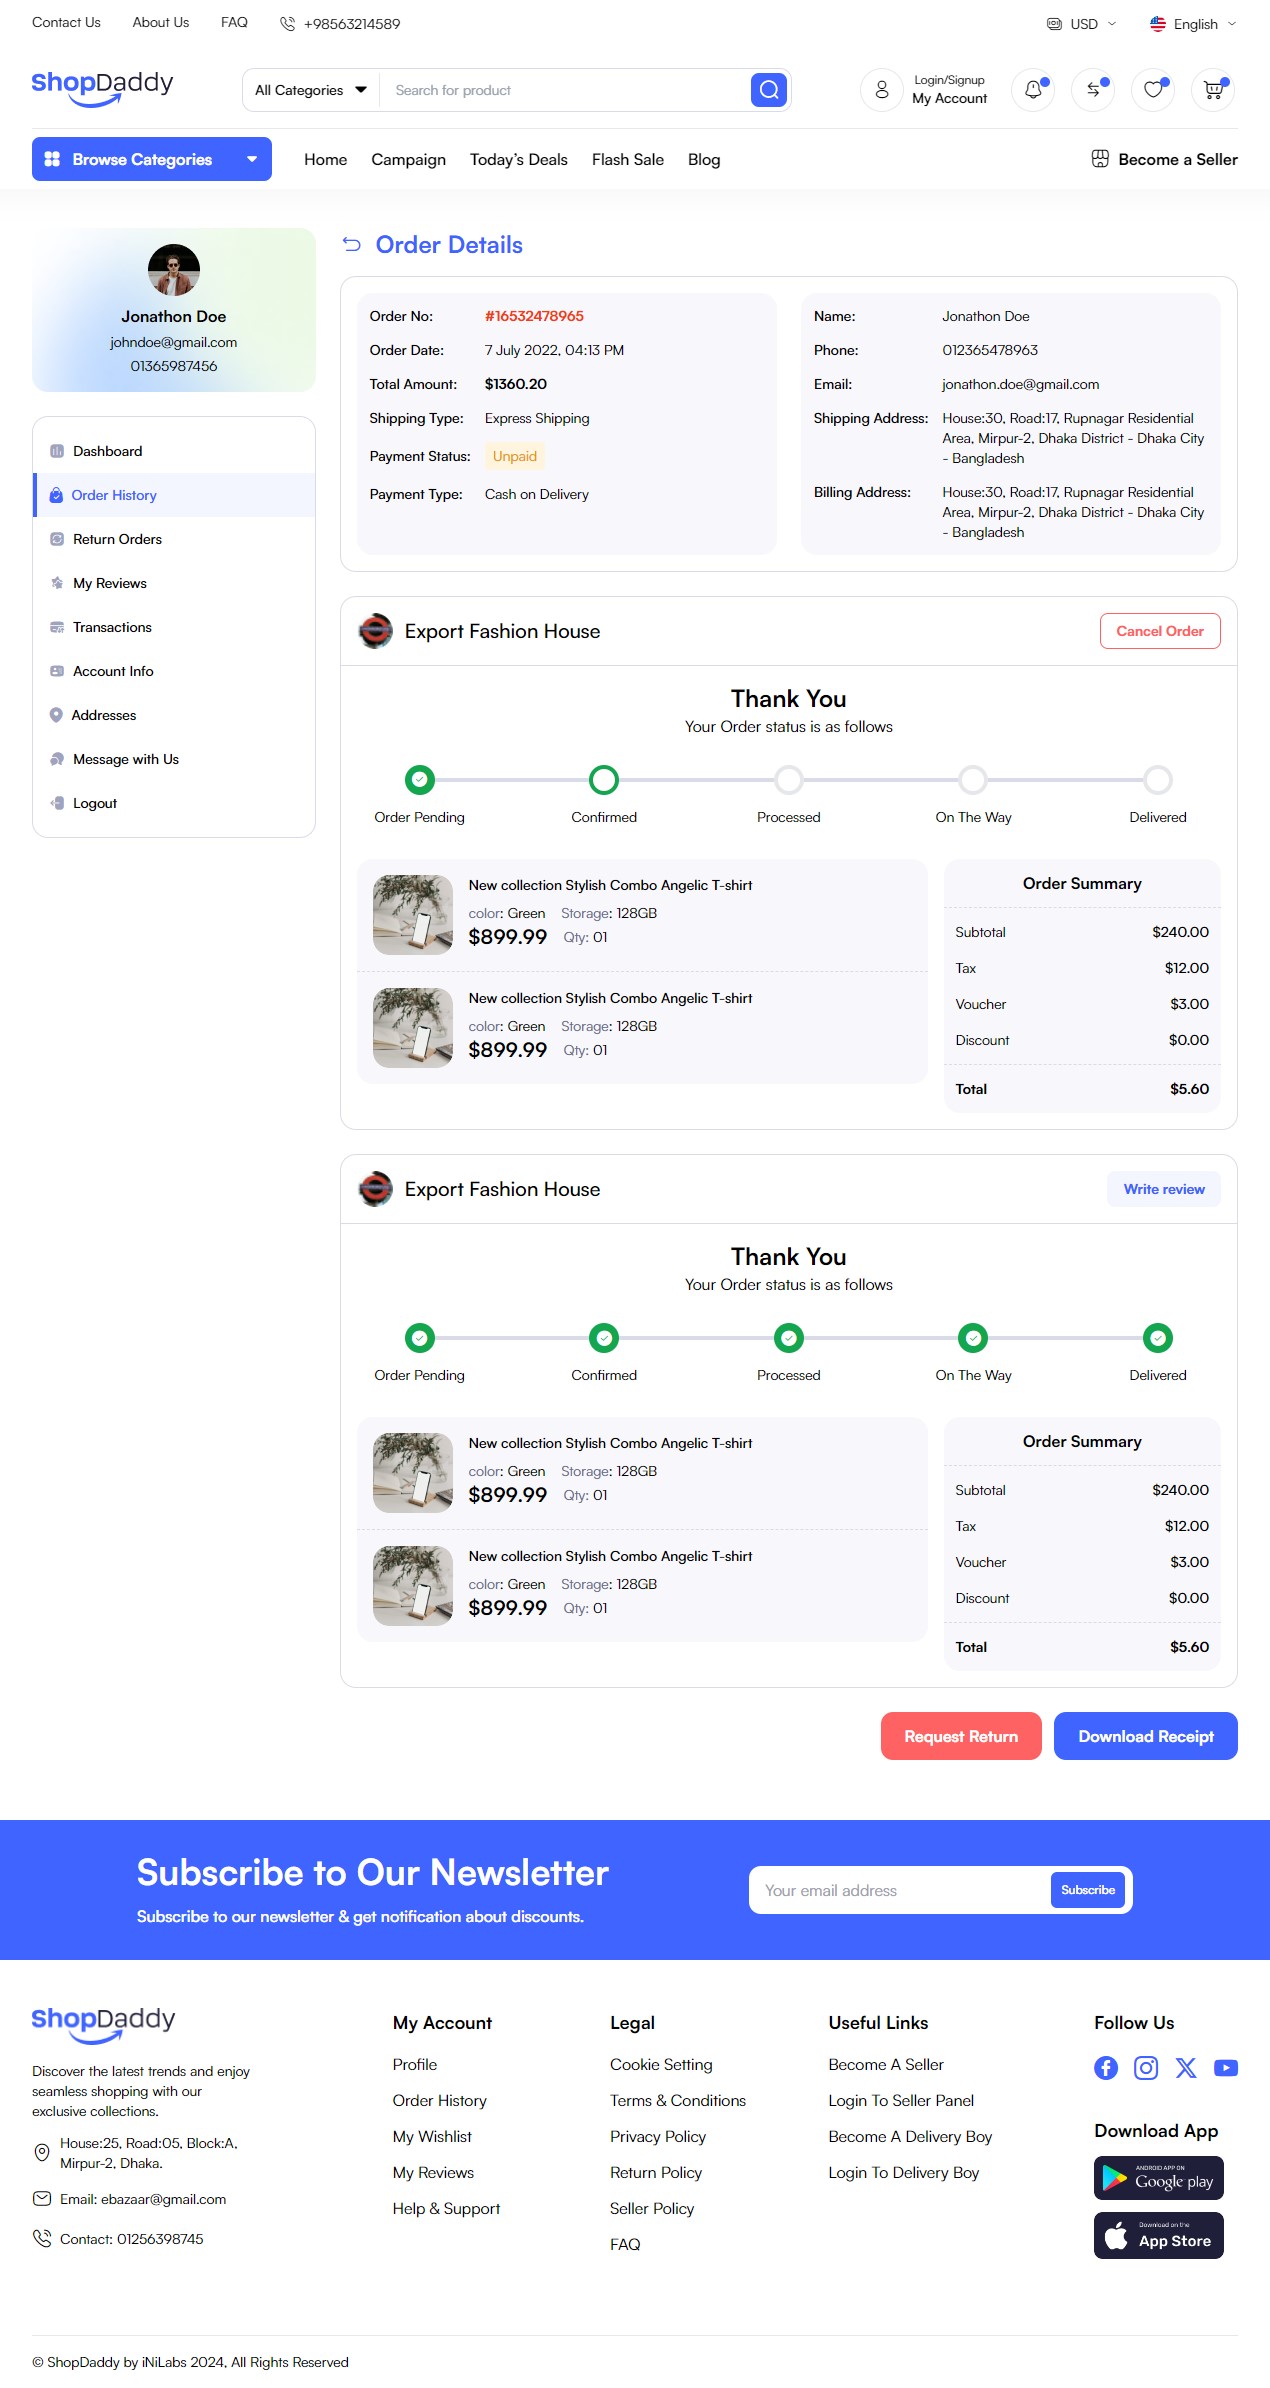 Contact Us
About Us
FAQ
+98563214589
USD
English
ShopDaddy
All Categories
Search for product
Login/Signup
My Account
Browse Categories
Home
Campaign
Today's Deals
Flash Sale
Blog
Become a Seller
Jonathon Doe
johndoe@gmail.com
01365987456
Dashboard
Order History
Return Orders
My Reviews
Transactions
Account Info
Addresses
Message with Us
Logout
Order Details
Order No: #16532478965
Order Date: 7 July 2022, 04:13 PM
Total Amount: $1360.20
Shipping Type: Express Shipping
Payment Status: Unpaid
Payment Type: Cash on Delivery
Name: Jonathon Doe
Phone: 012365478963
Email: jonathon.doe@gmail.com
Shipping Address: House:30, Road:17, Rupnagar Residential
Area, Mirpur-2, Dhaka District - Dhaka City
- Bangladesh
Billing Address: House:30, Road:17, Rupnagar Residential
Area, Mirpur-2, Dhaka District - Dhaka City
- Bangladesh
Export Fashion House
Cancel Order
Thank You
Your Order status is as follows
Order Pending
Confirmed
Processed
On The Way
Delivered
New collection Stylish Combo Angelic T-shirt
color: Green Storage: 128GB
$899.99 Qty: 01
New collection Stylish Combo Angelic T-shirt
color: Green Storage: 128GB
$899.99 Qty: 01
Order Summary
Subtotal $240.00
Tax $12.00
Voucher $3.00
Discount $0.00
Total $5.60
Export Fashion House
Write review
Thank You
Your Order status is as follows
Order Pending
Confirmed
Processed
On The Way
Delivered
New collection Stylish Combo Angelic T-shirt
color: Green Storage: 128GB
$899.99 Qty: 01
New collection Stylish Combo Angelic T-shirt
color: Green Storage: 128GB
$899.99 Qty: 01
Order Summary
Subtotal $240.00
Tax $12.00
Voucher $3.00
Discount $0.00
Total $5.60
Request Return
Download Receipt
Subscribe to Our Newsletter
Subscribe to our newsletter & get notification about discounts.
Your email address
Subscribe
ShopDaddy
Discover the latest trends and enjoy
seamless shopping with our
exclusive collections.
House:25, Road:05, Block:A,
Mirpur-2, Dhaka.
Email: ebazaar@gmail.com
Contact: 01256398745
My Account
Profile
Order History
My Wishlist
My Reviews
Help & Support
Legal
Cookie Setting
Terms & Conditions
Privacy Policy
Return Policy
Seller Policy
FAQ
Useful Links
Become A Seller
Login To Seller Panel
Become A Delivery Boy
Login To Delivery Boy
Follow Us
Download App
ANDROID APP ON
Google play
Download on the
App Store
© ShopDaddy by iNiLabs 2024, All Rights Reserved